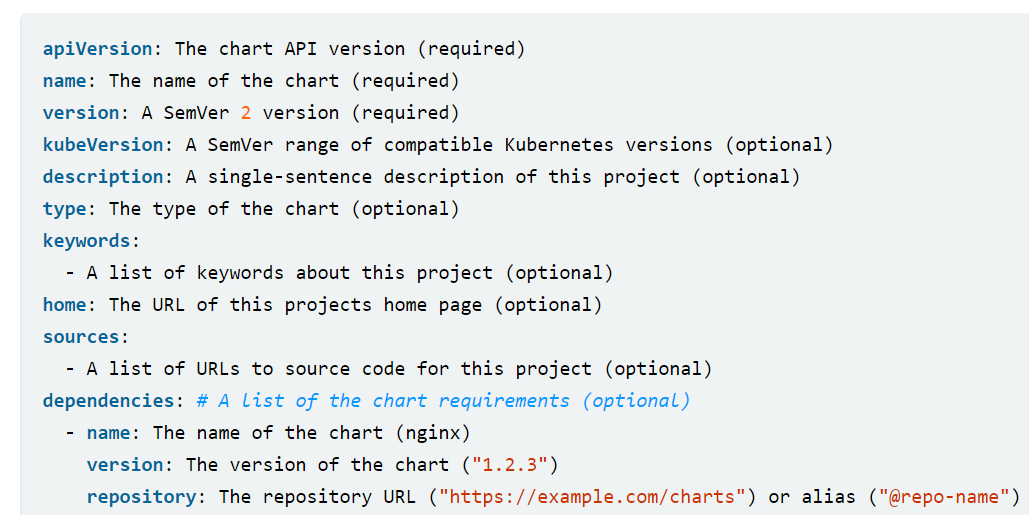 apiVersion: The chart API version (required)
name: The name of the chart (required)
version: A SemVer 2 version (required)
kubeVersion: A SemVer range of compatible Kubernetes versions (optional)
description: A single-sentence description of this project (optional)
type: The type of the chart (optional)
keywords:
  - A list of keywords about this project (optional)
home: The URL of this projects home page (optional)
sources:
  - A list of URLs to source code for this project (optional)
dependencies: # A list of the chart requirements (optional)
  - name: The name of the chart (nginx)
    version: The version of the chart ("1.2.3")
    repository: The repository URL ("https://example.com/charts") or alias ("@repo-name")